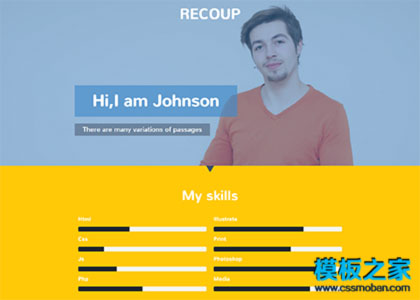 RECOUP
Hi,I am Johnson
There are many variations of passages
My skills
Html
Illustrate
Css
Print
Js
Photoshop
Php
Media
模板之家
www.cssmoban.com